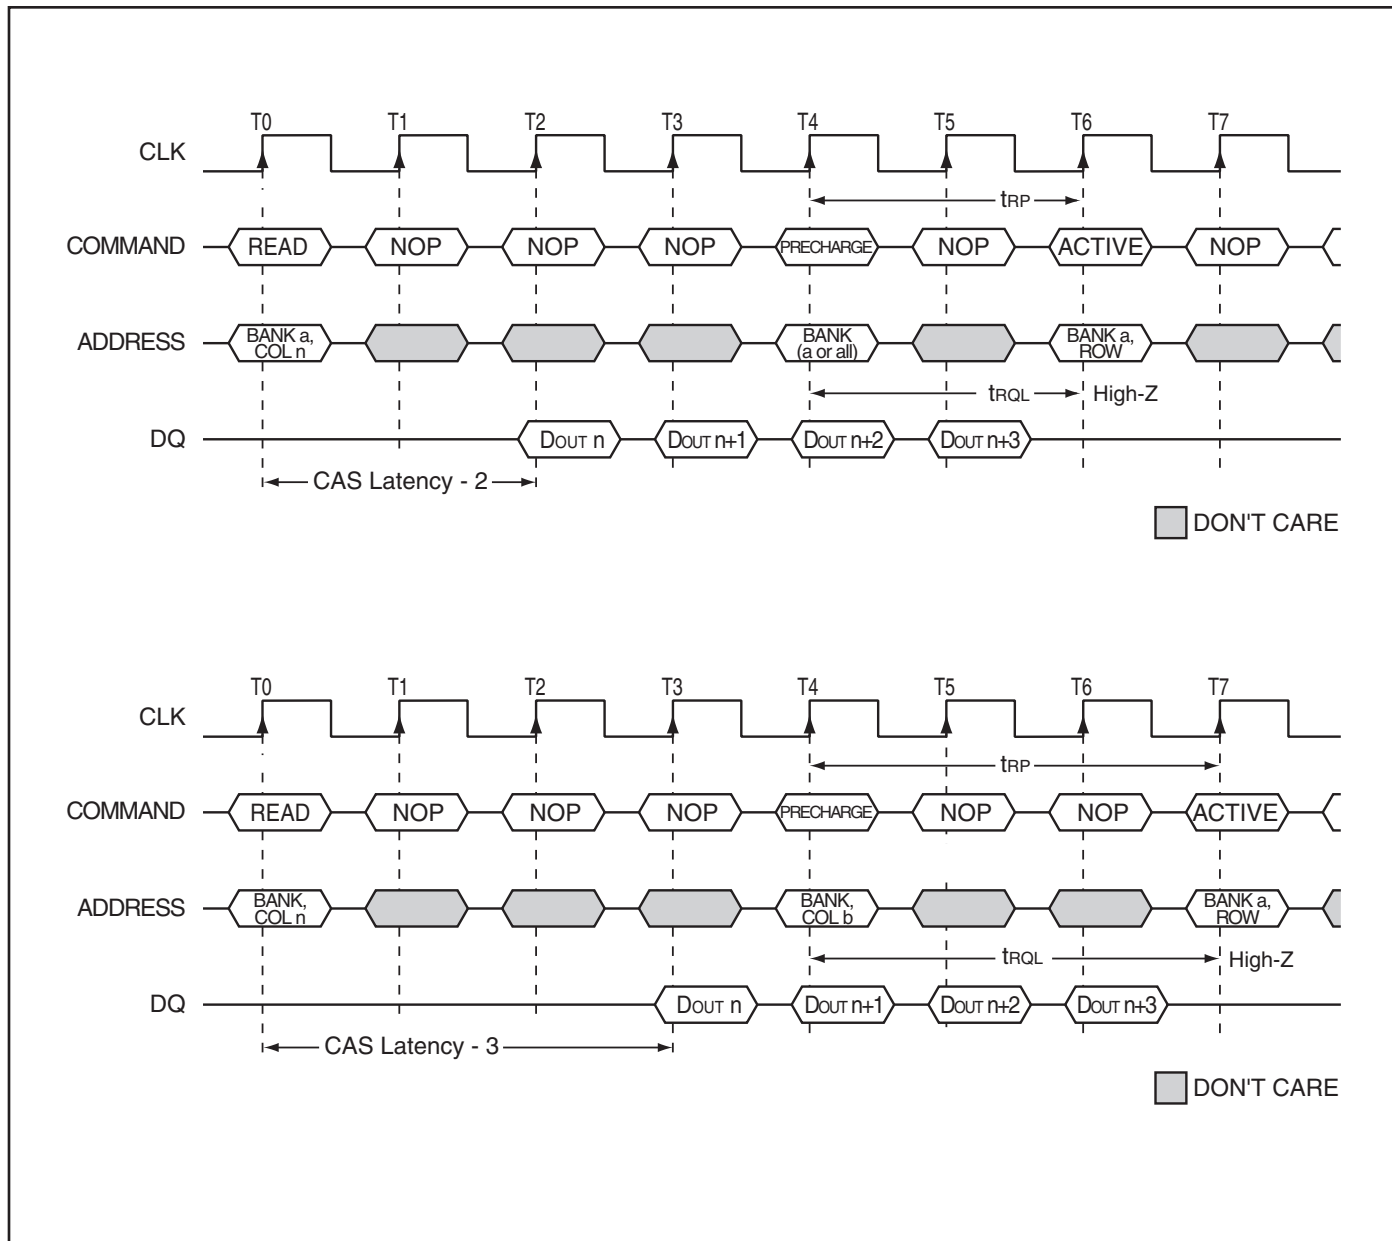 T0 T1 T2 T3 T4 T5 T6 T7
CLK
tRP
COMMAND READ NOP NOP NOP PRECHARGE NOP ACTIVE NOP
ADDRESS BANK a, COL n BANK (a or all) BANK a, ROW
tRQL High-Z
DQ DOUT n DOUT n+1 DOUT n+2 DOUT n+3
CAS Latency - 2
DON'T CARE
T0 T1 T2 T3 T4 T5 T6 T7
CLK
tRP
COMMAND READ NOP NOP NOP PRECHARGE NOP NOP ACTIVE
ADDRESS BANK, COL n BANK, COL b BANK a, ROW
tRQL High-Z
DQ DOUT n DOUT n+1 DOUT n+2 DOUT n+3
CAS Latency - 3
DON'T CARE